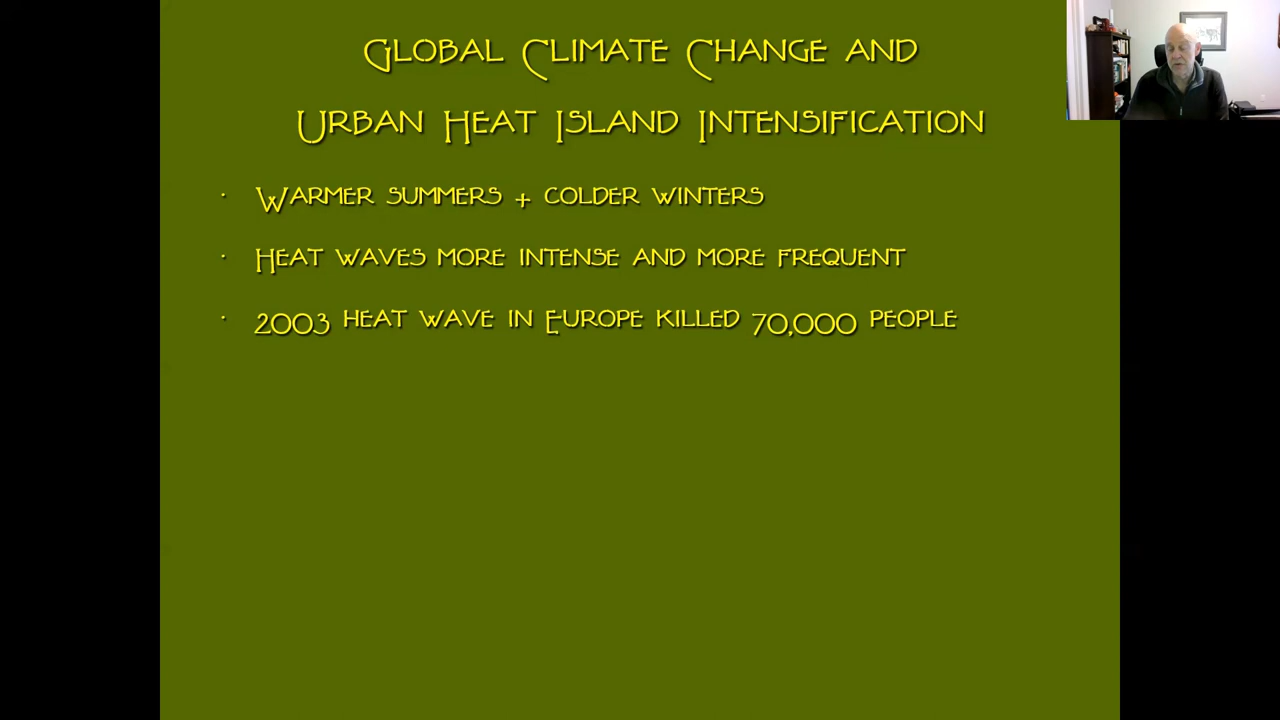 Global Climate Change and
Urban Heat Island Intensification
· Warmer summers + colder winters
· Heat waves more intense and more frequent
· 2003 heat wave in Europe killed 70,000 people